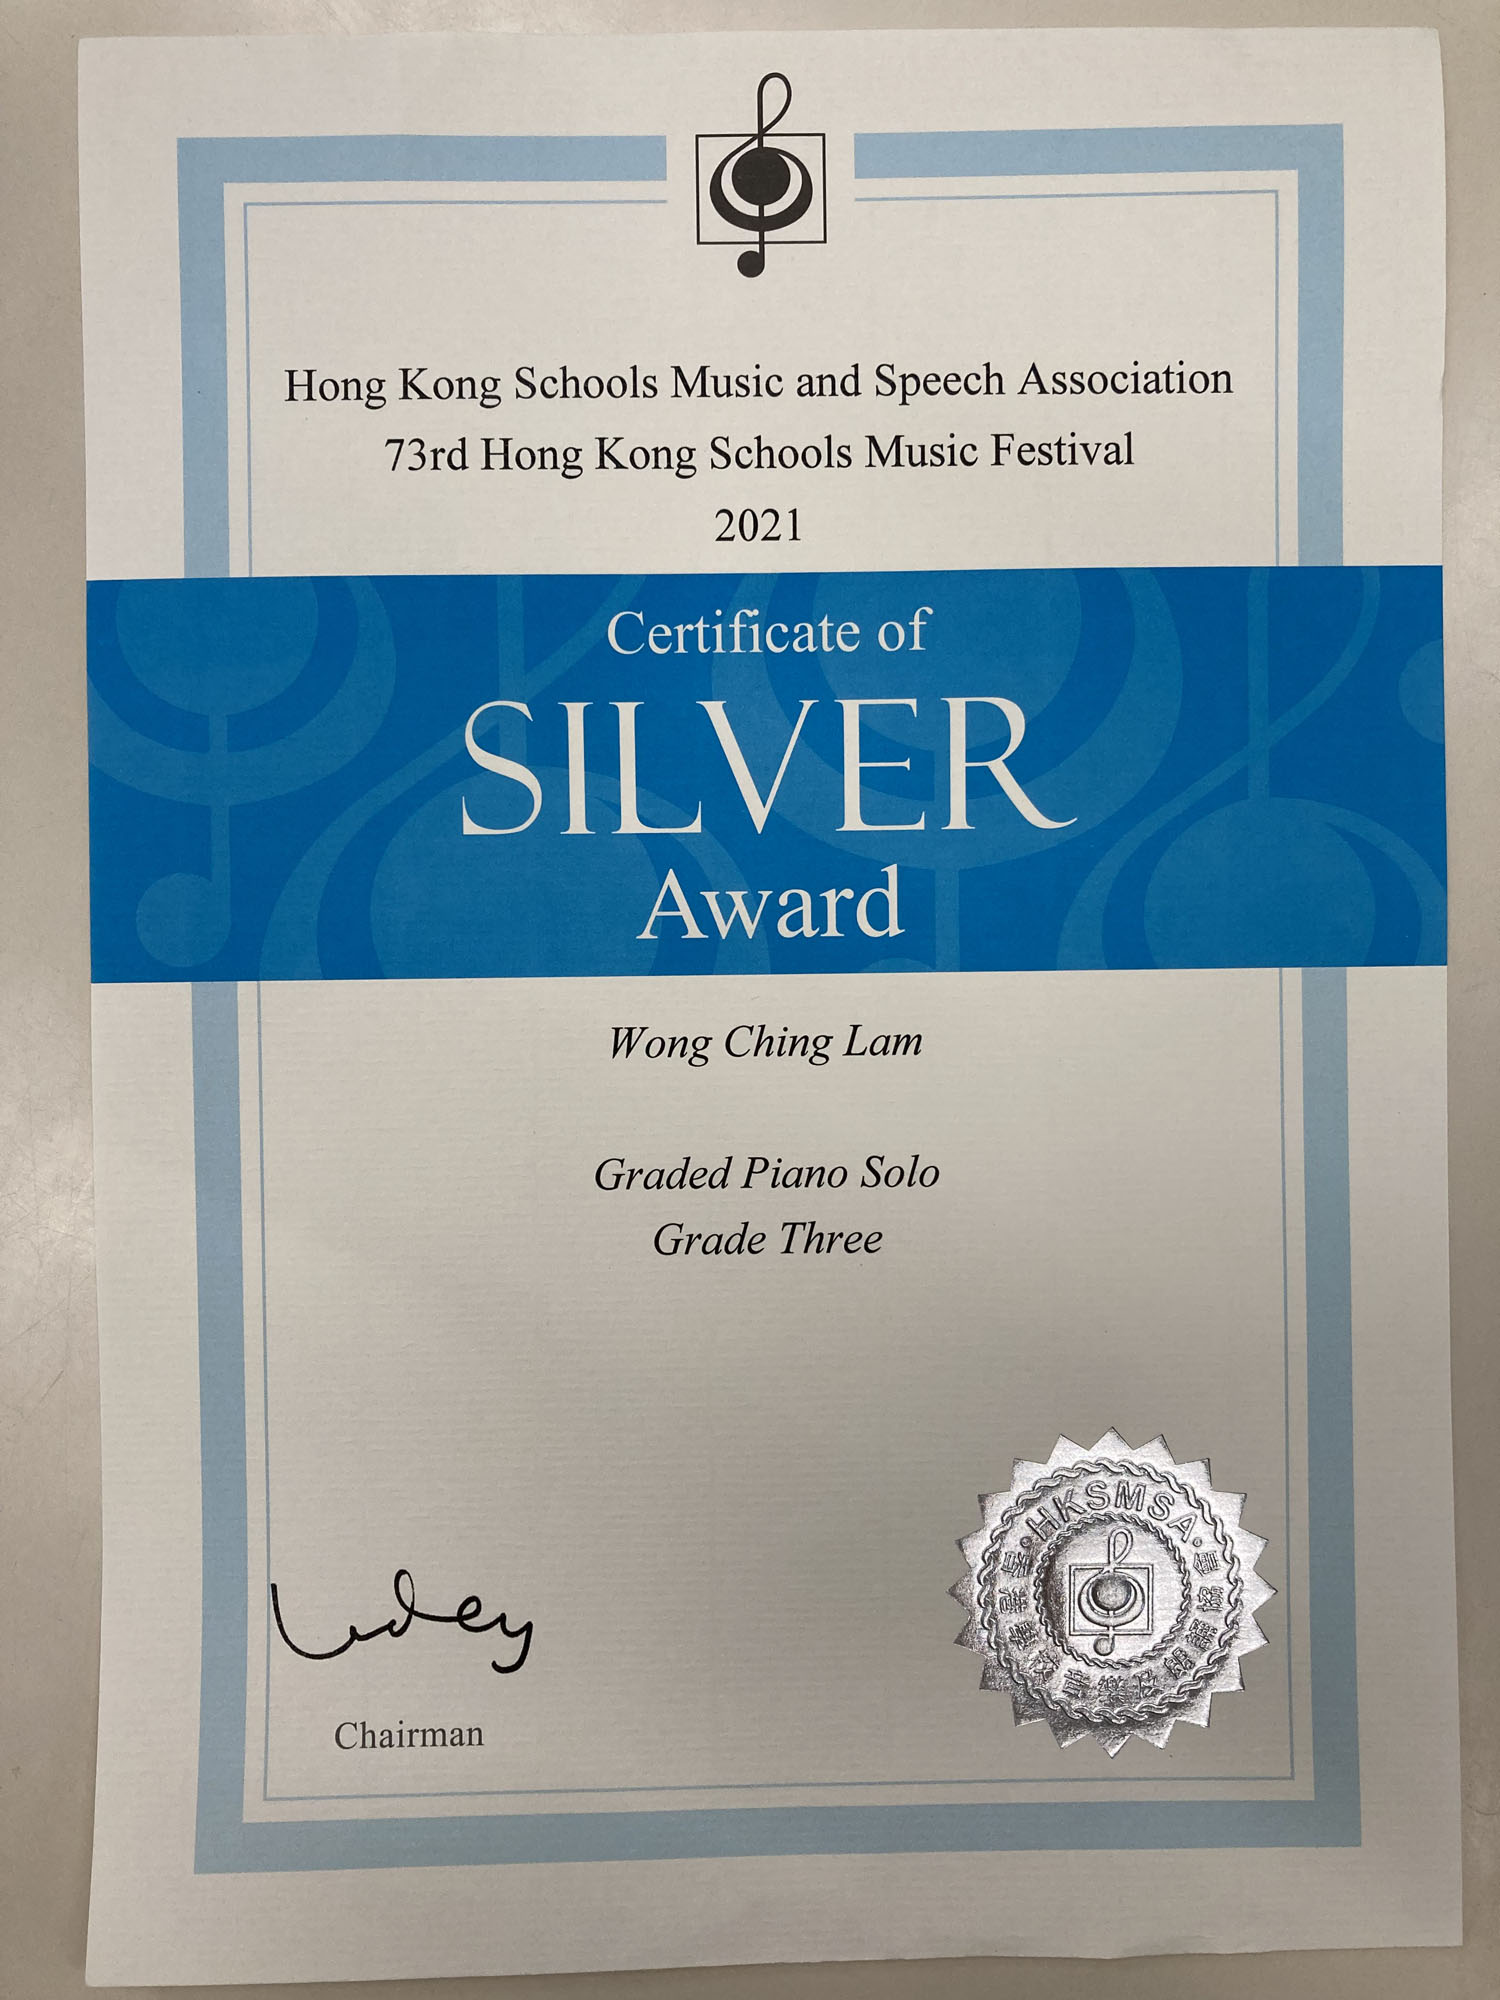 Hong Kong Schools Music and Speech Association
73rd Hong Kong Schools Music Festival
2021
Certificate of
SILVER
Award
Wong Ching Lam
Graded Piano Solo
Grade Three
Chairman
HKSMSA